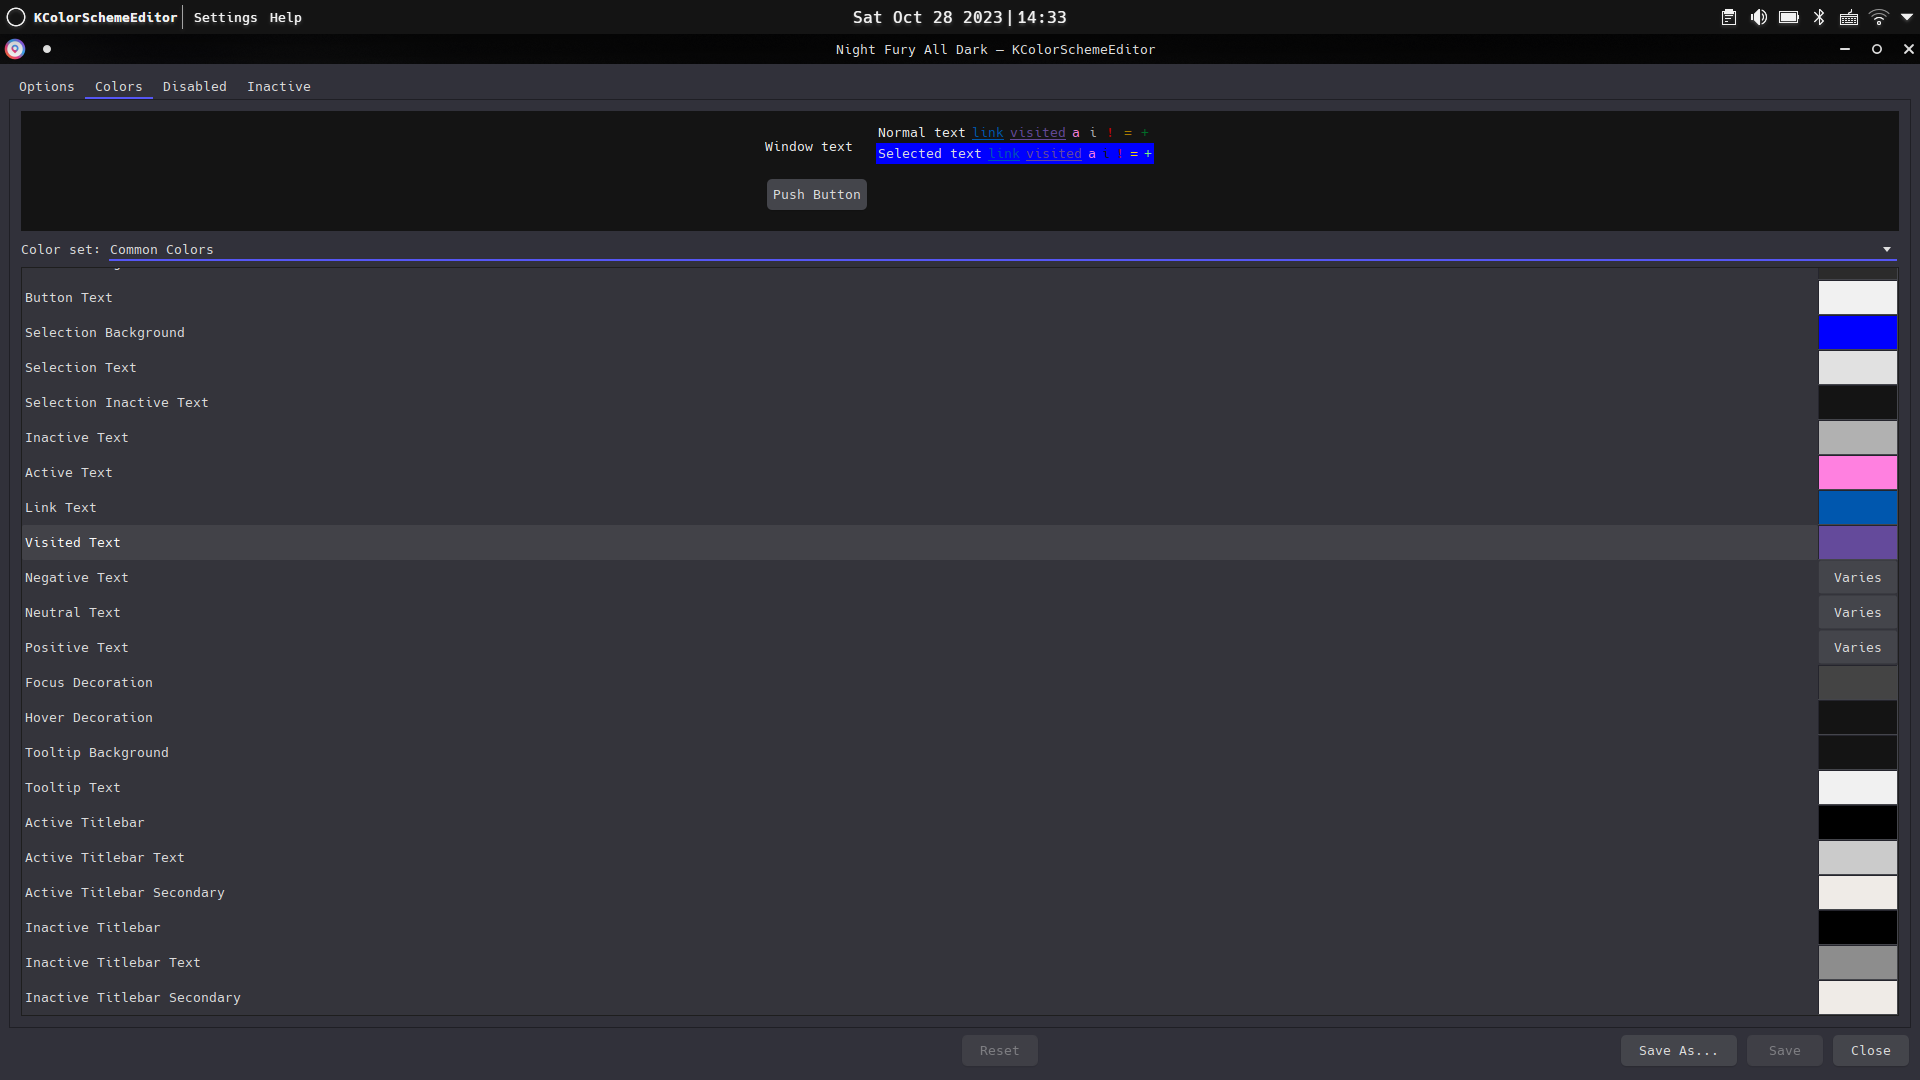 KColorSchemeEditor Settings Help Sat Oct 28 2023|14:33
Night Fury All Dark — KColorSchemeEditor
Options Colors Disabled Inactive
Normal text link visited a i ! = +
Window text
Selected text link visited a ! = +
Push Button
Color set: Common Colors
Button Text
Selection Background
Selection Text
Selection Inactive Text
Inactive Text
Active Text
Link Text
Visited Text
Negative Text Varies
Neutral Text Varies
Positive Text Varies
Focus Decoration
Hover Decoration
Tooltip Background
Tooltip Text
Active Titlebar
Active Titlebar Text
Active Titlebar Secondary
Inactive Titlebar
Inactive Titlebar Text
Inactive Titlebar Secondary
Reset Save As... Save Close